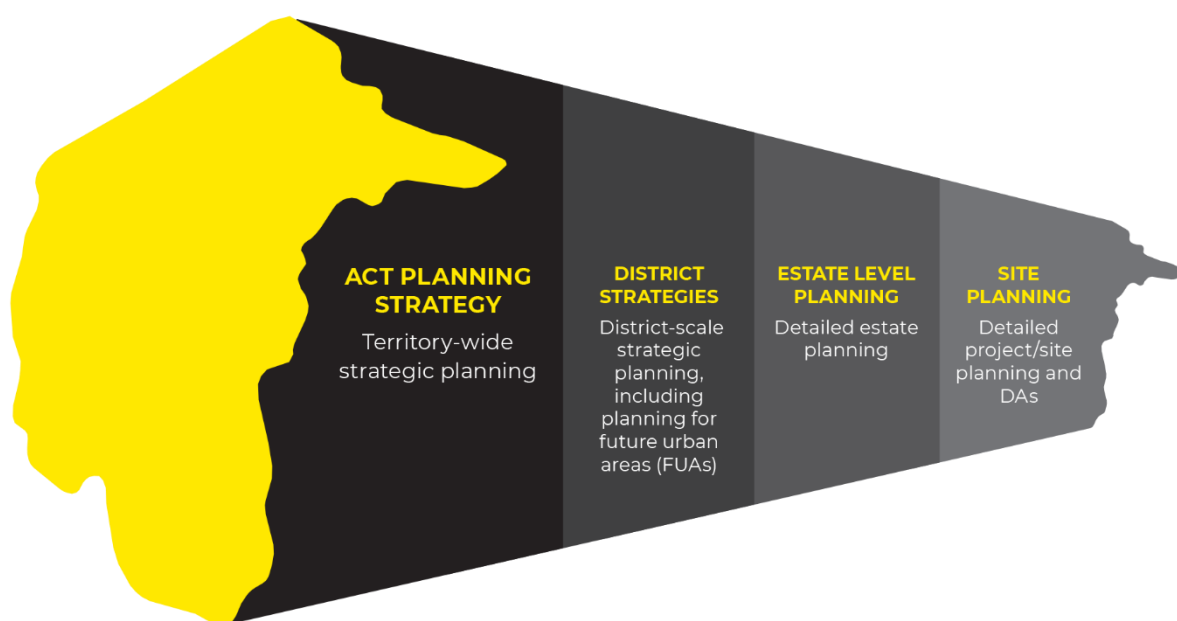 ACT PLANNING
STRATEGY
Territory-wide
strategic planning
DISTRICT
STRATEGIES
District-scale
strategic
planning,
including
planning for
future urban
areas (FUAs)
ESTATE LEVEL
PLANNING
Detailed estate
planning
SITE
PLANNING
Detailed
project/site
planning and
DAs